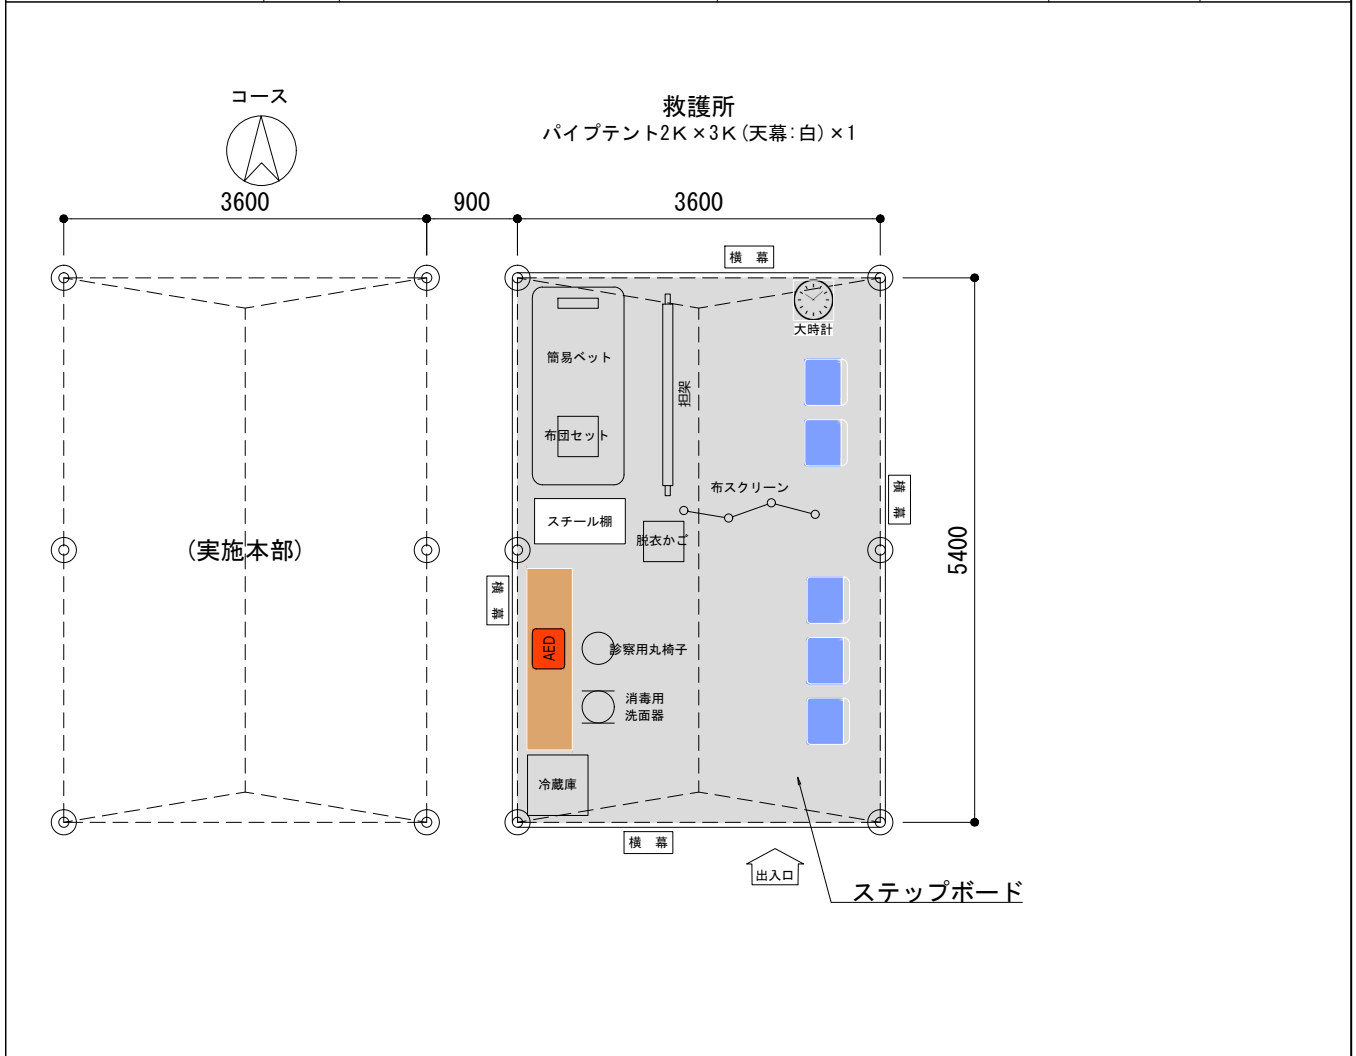 コース
救護所
パイプテント2K×3K(天幕:白)×1
3600
900
3600
横 幕
大時計
簡易ベット
担架
布団セット
布スクリーン
横 幕
スチール棚
脱衣かご
(実施本部)
5400
横 幕
AED
診察用丸椅子
消毒用
洗面器
冷蔵庫
横 幕
出入口
ステップボード